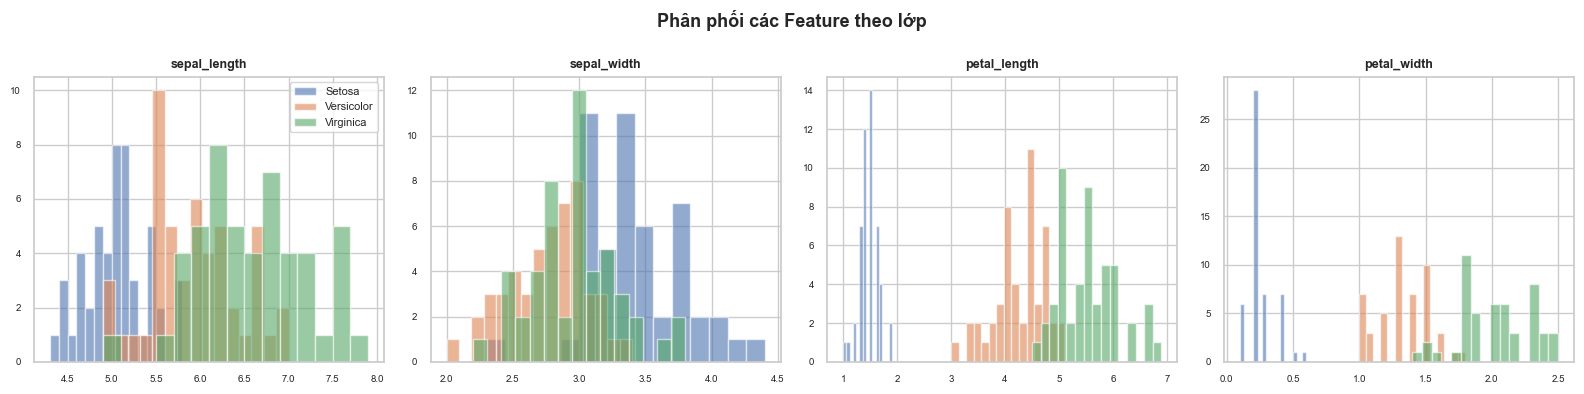 Phân phối các Feature theo lớp
sepal_length
10
8
6
4
2
0
4.5 5.0 5.5 6.0 6.5 7.0 7.5 8.0
Setosa
Versicolor
Virginica
sepal_width
12
10
8
6
4
2
0
2.0 2.5 3.0 3.5 4.0 4.5
petal_length
14
12
10
8
6
4
2
0
1 2 3 4 5 6 7
petal_width
25
20
15
10
5
0
0.0 0.5 1.0 1.5 2.0 2.5